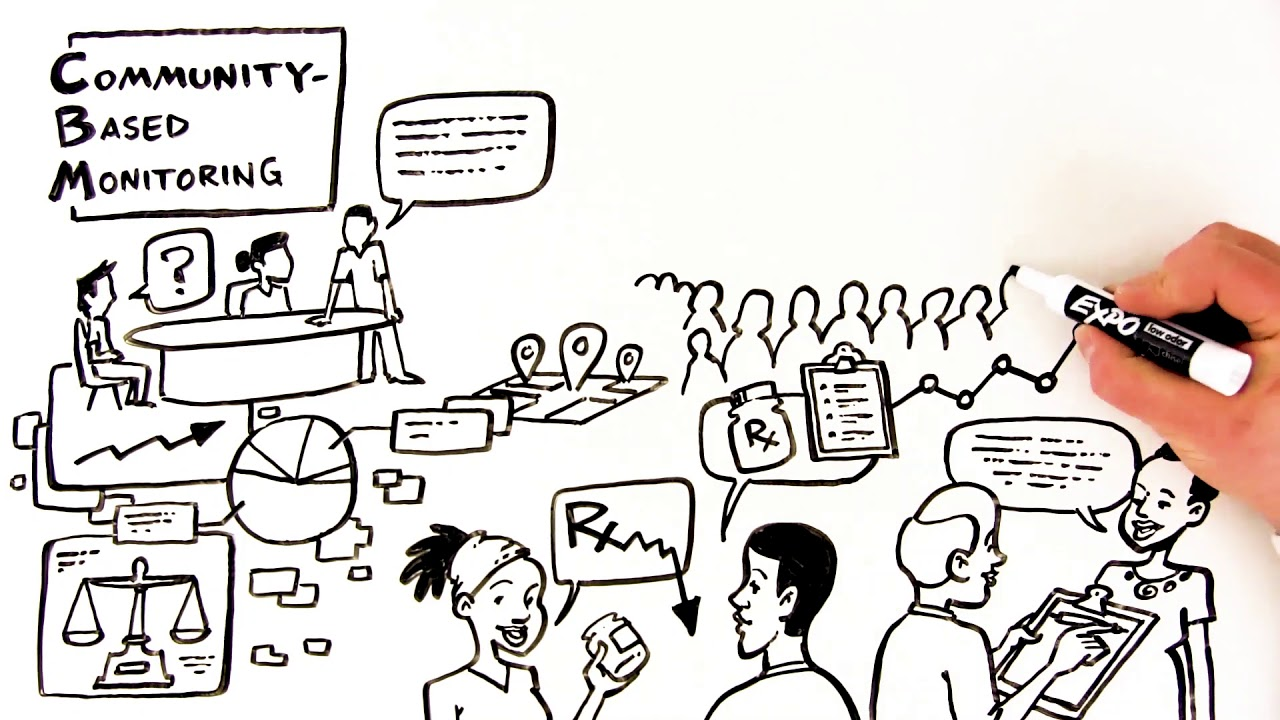 COMMUNITY-
BASED
MONITORING
?
Rx
Rx
EXPO
low odor